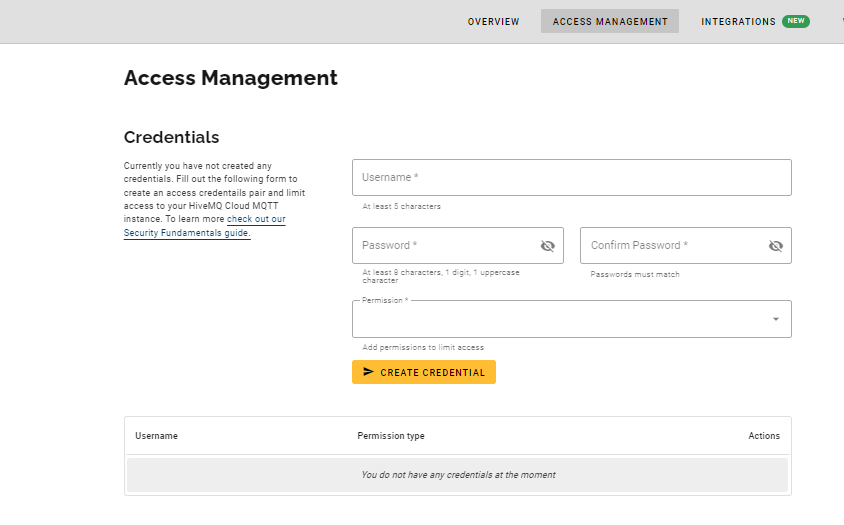 OVERVIEW
ACCESS MANAGEMENT
INTEGRATIONS NEW
Access Management
Credentials
Currently you have not created any
credentials. Fill out the following form to
create an access credentails pair and limit
access to your HiveMQ Cloud MQTT
instance. To learn more check out our
Security Fundamentals guide.
Username *
At least 5 characters
Password *
Confirm Password *
At least 8 characters, 1 digit, 1 uppercase
character
Passwords must match
Permission *
Add permissions to limit access
CREATE CREDENTIAL
Username Permission type Actions
You do not have any credentials at the moment